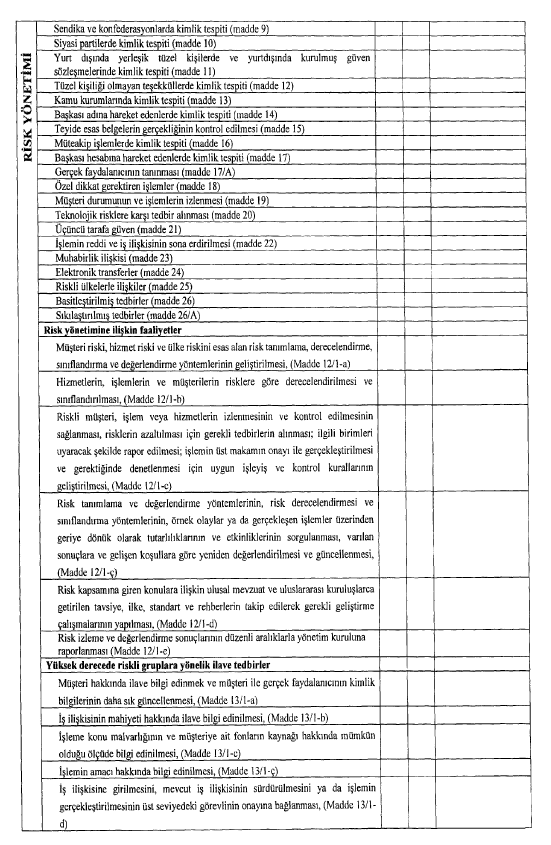 RİSK YÖNETİMİ
Sendika ve konfederasyonlarda kimlik tespiti (madde 9)
Siyasi partilerde kimlik tespiti (madde 10)
Yurt dışında yerleşik tüzel kişilerde ve yurtdışında kurulmuş güven
sözleşmelerinde kimlik tespiti (madde 11)
Tüzel kişiliği olmayan teşekküllerde kimlik tespiti (madde 12)
Kamu kurumlarında kimlik tespiti (madde 13)
Başkası adına hareket edenlerde kimlik tespiti (madde 14)
Teyide esas belgelerin gerçekliğinin kontrol edilmesi (madde 15)
Müteakip işlemlerde kimlik tespiti (madde 16)
Başkası hesabına hareket edenlerde kimlik tespiti (madde 17)
Gerçek faydalanıcının tanınması (madde 17/A)
Özel dikkat gerektiren işlemler (madde 18)
Müşteri durumunun ve işlemlerin izlenmesi (madde 19)
Teknolojik risklere karşı tedbir alınması (madde 20)
Üçüncü tarafa güven (madde 21)
İşlemin reddi ve iş ilişkisinin sona erdirilmesi (madde 22)
Muhabirlik ilişkisi (madde 23)
Elektronik transferler (madde 24)
Riskli ülkelerle ilişkiler (madde 25)
Basitleştirilmiş tedbirler (madde 26)
Sıkılaştırılmış tedbirler (madde 26/A)
Risk yönetimine ilişkin faaliyetler
Müşteri riski, hizmet riski ve ülke riskini esas alan risk tanımlama, derecelendirme,
sınıflandırma ve değerlendirme yöntemlerinin geliştirilmesi, (Madde 12/1-a)
Hizmetlerin, işlemlerin ve müşterilerin risklere göre derecelendirilmesi ve
sınıflandırılması, (Madde 12/1-b)
Riskli müşteri, işlem veya hizmetlerin izlenmesinin ve kontrol edilmesinin
sağlanması, risklerin azaltılması için gerekli tedbirlerin alınması; ilgili birimleri
uyaracak şekilde rapor edilmesi; işlemin üst makamın onayı ile gerçekleştirilmesi
ve gerektiğinde denetlenmesi için uygun işleyiş ve kontrol kurallarının
geliştirilmesi, (Madde 12/1-c)
Risk tanımlama ve değerlendirme yöntemlerinin, risk derecelendirmesi ve
sınıflandırma yöntemlerinin, örnek olaylar ya da gerçekleşen işlemler üzerinden
geriye dönük olarak tutarlılıklarının ve etkinliklerinin sorgulanması, varılan
sonuçlara ve gelişen koşullara göre yeniden değerlendirilmesi ve güncellenmesi,
(Madde 12/1-ç)
Risk kapsamına giren konulara ilişkin ulusal mevzuat ve uluslararası kuruluşlarca
getirilen tavsiye, ilke, standart ve rehberlerin takip edilerek gerekli geliştirme
çalışmalarının yapılması, (Madde 12/1-d)
Risk izleme ve değerlendirme sonuçlarının düzenli aralıklarla yönetim kuruluna
raporlanması (Madde 12/1-e)
Yüksek derecede riskli gruplara yönelik ilave tedbirler
Müşteri hakkında ilave bilgi edinmek ve müşteri ile gerçek faydalanıcının kimlik
bilgilerinin daha sık güncellenmesi, (Madde 13/1-a)
İş ilişkisinin mahiyeti hakkında ilave bilgi edinilmesi, (Madde 13/1-b)
İşleme konu malvarlığının ve müşteriye ait fonların kaynağı hakkında mümkün
olduğu ölçüde bilgi edinilmesi, (Madde 13/1-c)
İşlemin amacı hakkında bilgi edinilmesi, (Madde 13/1-ç)
İş ilişkisine girilmesini, mevcut iş ilişkisinin sürdürülmesini ya da işlemin
gerçekleştirilmesinin üst seviyedeki görevlinin onayına bağlanması, (Madde 13/1-
d)